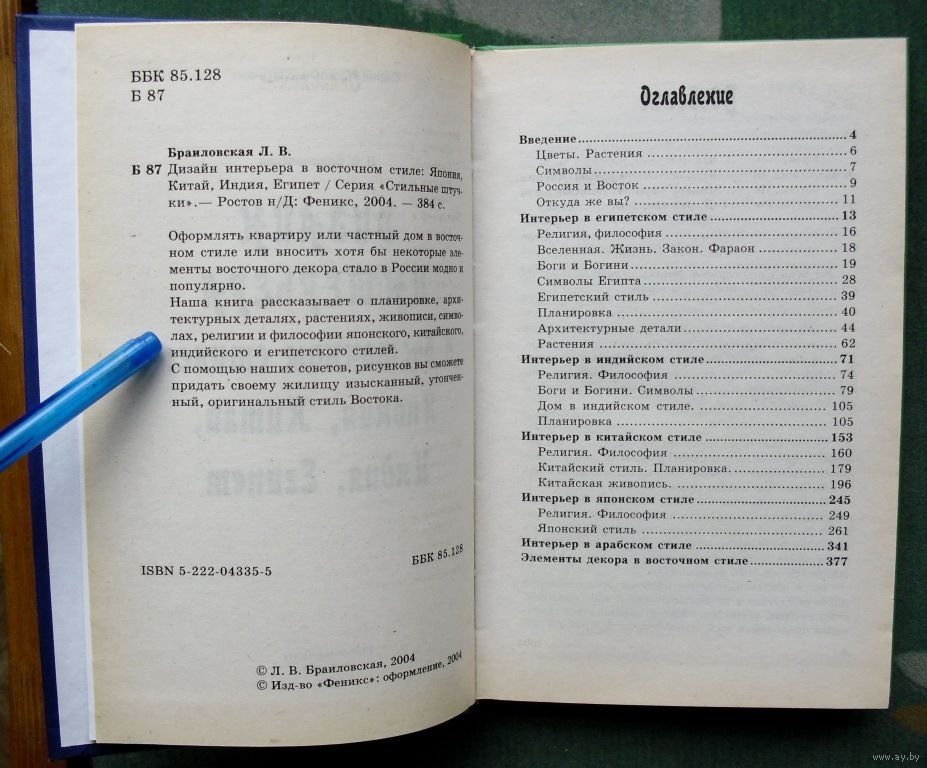 ББК 85.128
Б 87
Браиловская Л. В.
Б 87 Дизайн интерьера в восточном стиле: Япония,
Китай, Индия, Египет / Серия «Стильные штуч-
ки».— Ростов н/Д: Феникс, 2004. — 384 с.
Оформлять квартиру или частный дом в восточ-
ном стиле или вносить хотя бы некоторые эле-
менты восточного декора стало в России модно и
популярно.
Наша книга рассказывает о планировке, архи-
тектурных деталях, растениях, живописи, симво-
лах, религии и философии японского, китайского,
индийского и египетского стилей.
С помощью наших советов, рисунков вы сможете
придать своему жилищу изысканный, утончен-
ный, оригинальный стиль Востока.
ББК 85.128
ISBN 5-222-04335-5
© Л. В. Браиловская, 2004
© Изд-во «Феникс»: оформление, 2004
Оглавление
Введение 4
Цветы. Растения 6
Символы 7
Россия и Восток 9
Откуда же вы? 11
Интерьер в египетском стиле 13
Религия, философия 16
Вселенная. Жизнь. Закон. Фараон 18
Боги и Богини 19
Символы Египта 28
Египетский стиль 39
Планировка 40
Архитектурные детали 44
Растения 62
Интерьер в индийском стиле 71
Религия. Философия 74
Боги и Богини. Символы 79
Дом в индийском стиле. 105
Планировка 105
Интерьер в китайском стиле 153
Религия. Философия 160
Китайский стиль. Планировка. 179
Китайская живопись. 196
Интерьер в японском стиле 245
Религия. Философия 249
Японский стиль 261
Интерьер в арабском стиле 341
Элементы декора в восточном стиле 377
www.ay.by